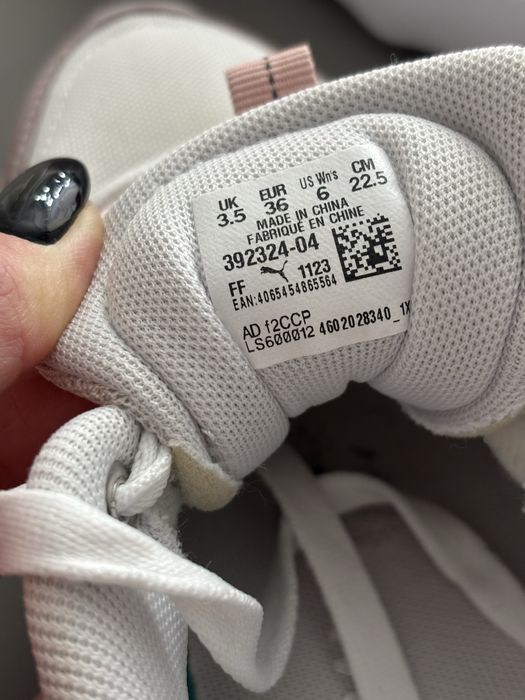 UK EUR US Wn's CM
3.5 36 6 22.5
MADE IN CHINA
FABRIQUÉ EN CHINE
392324-04
FF 1123
EAN:4065454865564
AD f2CCP
LS600012 4602028340_1X